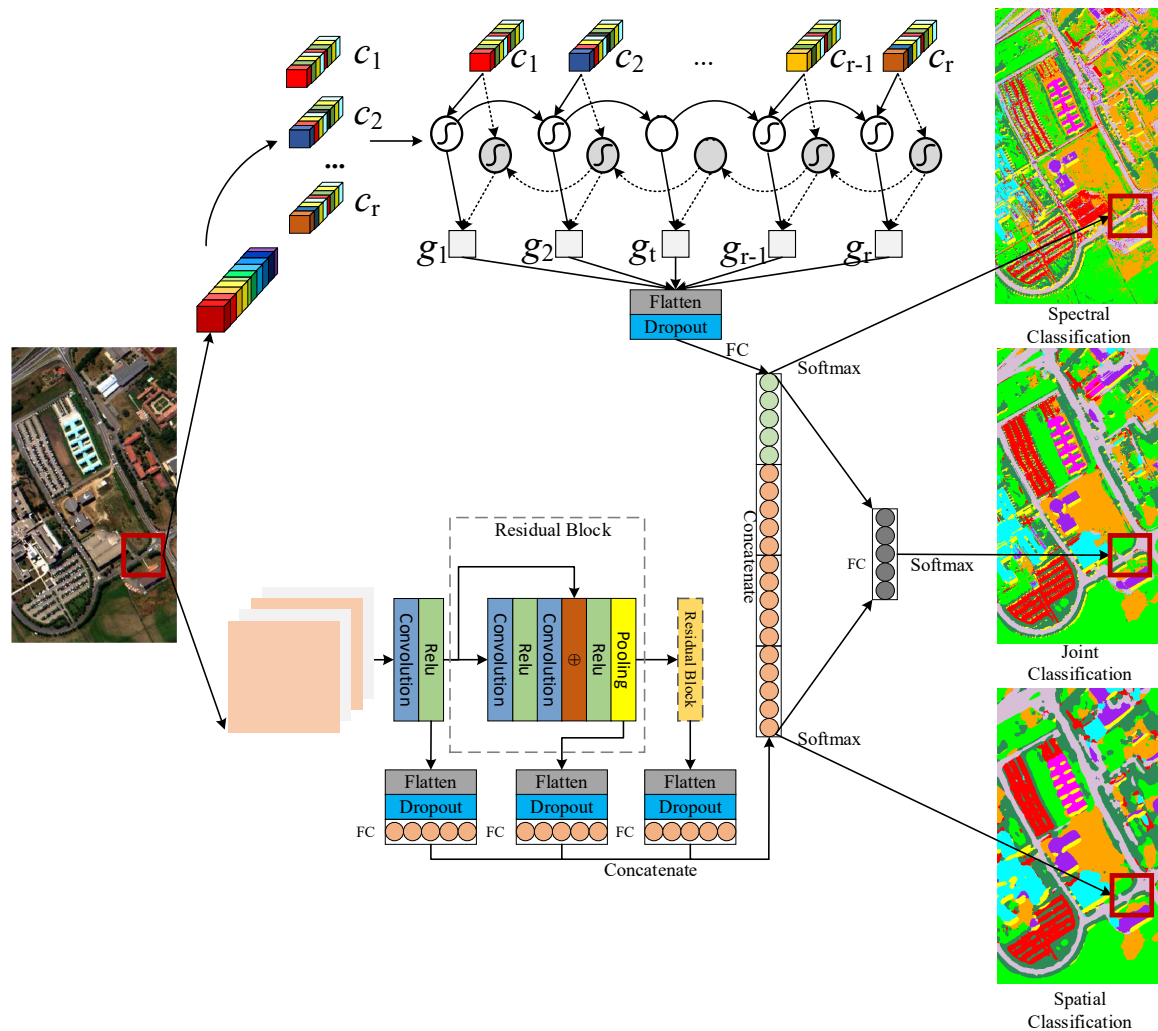 c1
c2
...
cr
c1
c2
...
cr-1
cr
g1
g2
gt
gr-1
gr
Flatten
Dropout
FC
Softmax
Spectral
Classification
Concatenate
FC
Softmax
Joint
Classification
Residual Block
Convolution
Relu
Convolution
Relu
Convolution
⊕
Relu
Pooling
Residual Block
Softmax
Flatten
Dropout
FC
Flatten
Dropout
FC
Flatten
Dropout
FC
Concatenate
Spatial
Classification